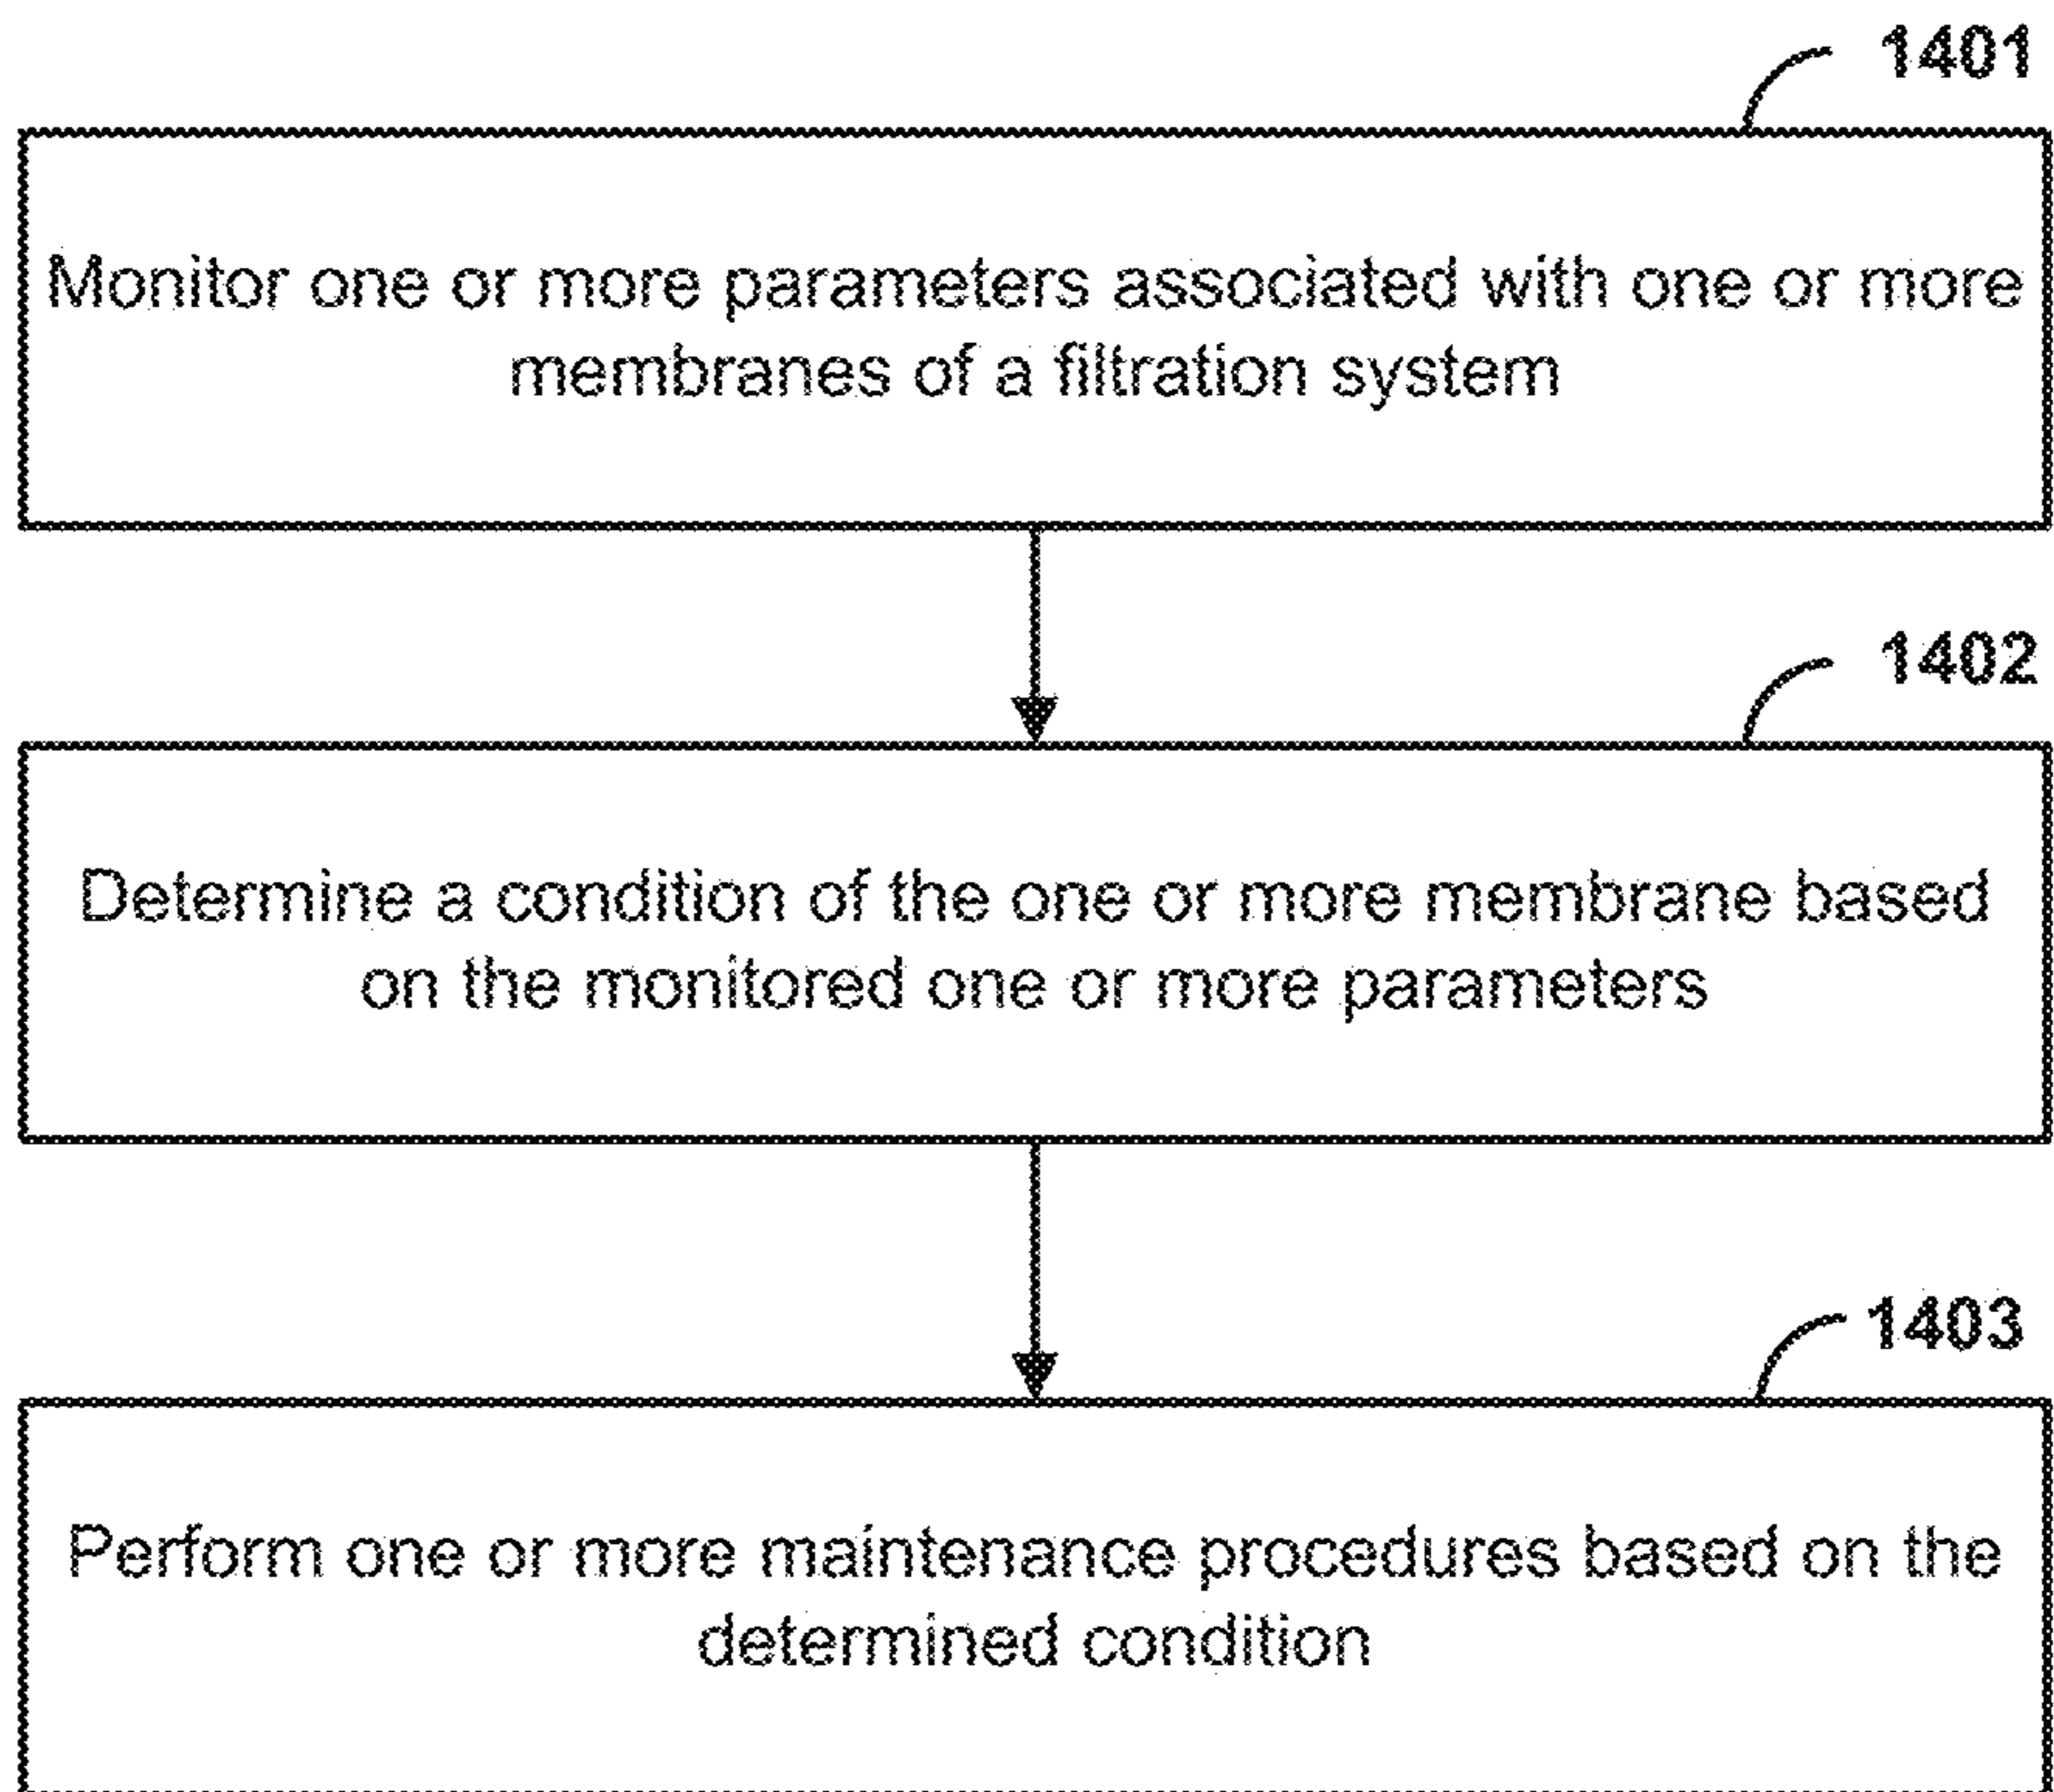 1401
Monitor one or more parameters associated with one or more
membranes of a filtration system
1402
Determine a condition of the one or more membrane based
on the monitored one or more parameters
1403
Perform one or more maintenance procedures based on the
determined condition